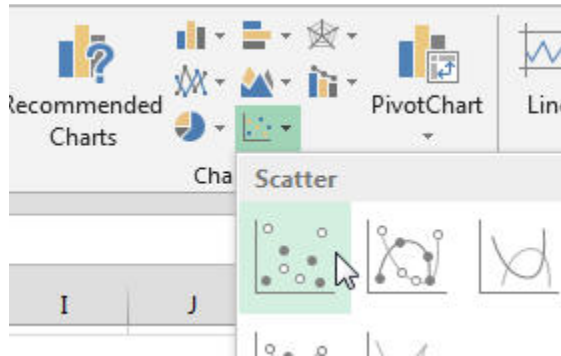 Recommended
Charts
PivotChart
Lin
Cha
Scatter
I
J